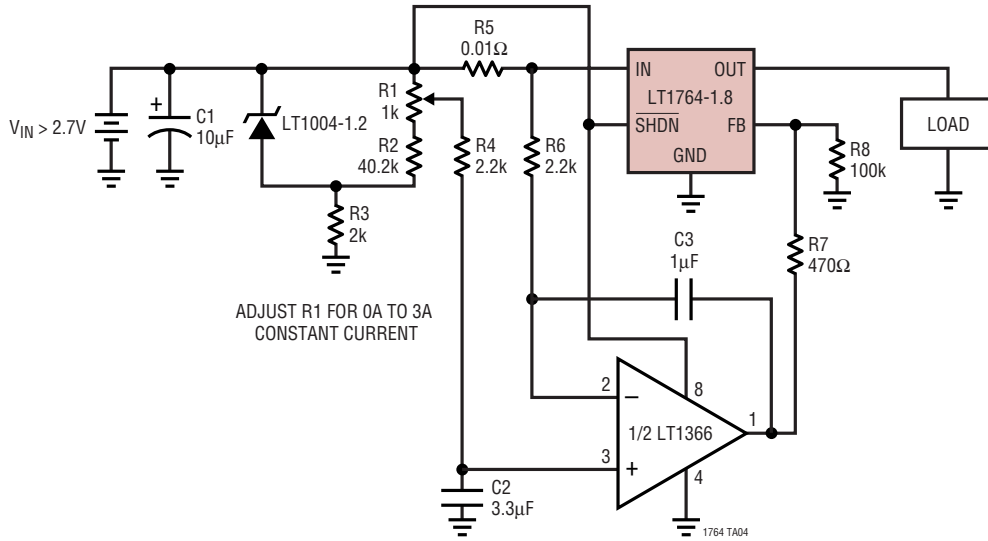 R5
0.01Ω
VIN > 2.7V
+
C1
10µF
LT1004-1.2
R1
1k
R2
40.2k
R3
2k
R4
2.2k
R6
2.2k
IN
OUT
LT1764-1.8
SHDN
FB
GND
LOAD
R8
100k
R7
470Ω
C3
1µF
ADJUST R1 FOR 0A TO 3A
CONSTANT CURRENT
2
–
8
1/2 LT1366
1
3
+
4
C2
3.3µF
1764 TA04